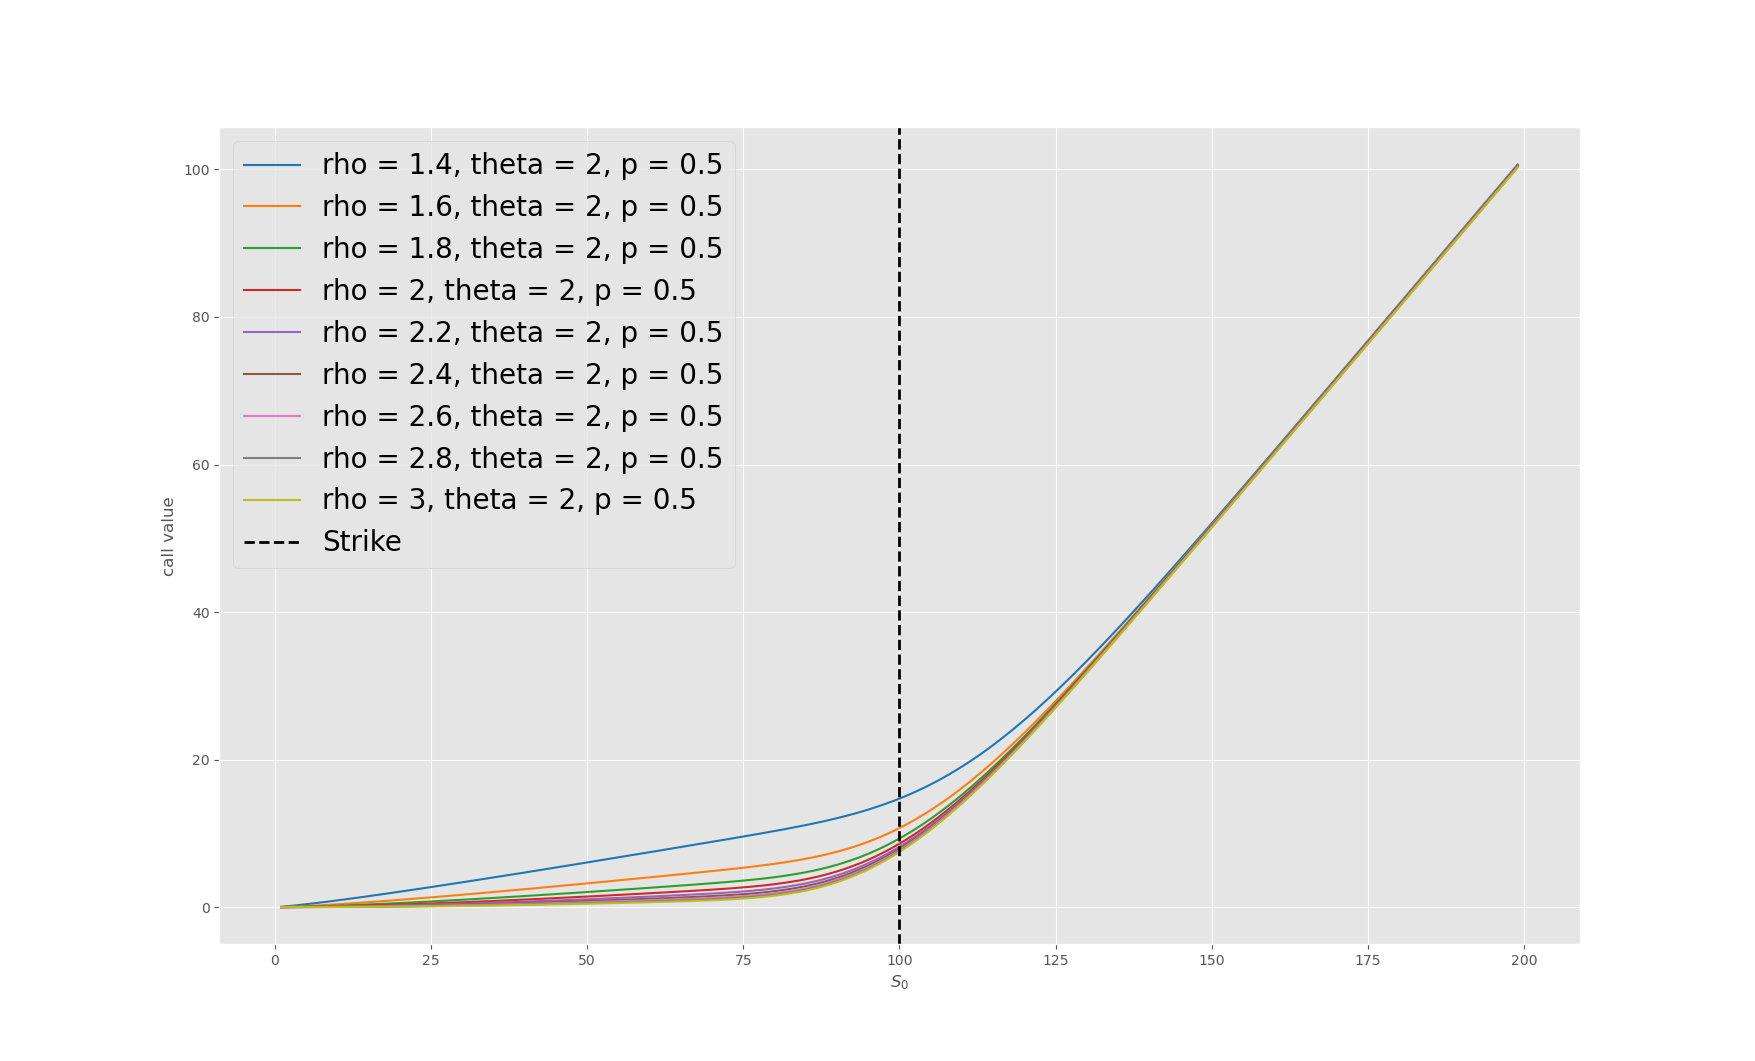 rho = 1.4, theta = 2, p = 0.5
rho = 1.6, theta = 2, p = 0.5
rho = 1.8, theta = 2, p = 0.5
rho = 2, theta = 2, p = 0.5
rho = 2.2, theta = 2, p = 0.5
rho = 2.4, theta = 2, p = 0.5
rho = 2.6, theta = 2, p = 0.5
rho = 2.8, theta = 2, p = 0.5
rho = 3, theta = 2, p = 0.5
Strike
call value
100
80
60
40
20
0
0 25 50 75 100 125 150 175 200
S₀